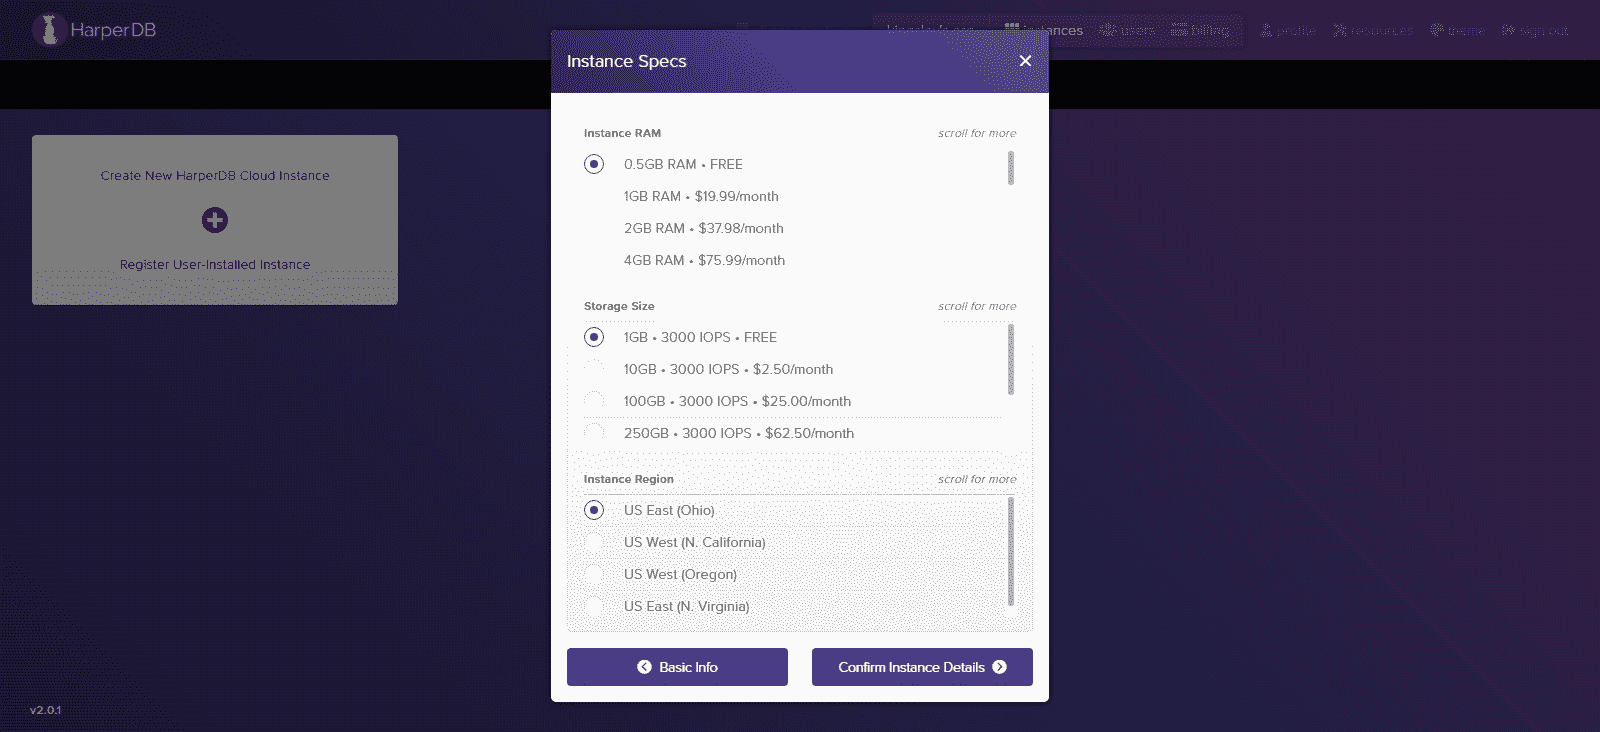 HarperDB
instances users billing profile resources theme sign out
Instance Specs
Create New HarperDB Cloud Instance
Register User-Installed Instance
Instance RAM scroll for more
0.5GB RAM • FREE
1GB RAM • $19.99/month
2GB RAM • $37.98/month
4GB RAM • $75.99/month
Storage Size scroll for more
1GB • 3000 IOPS • FREE
10GB • 3000 IOPS • $2.50/month
100GB • 3000 IOPS • $25.00/month
250GB • 3000 IOPS • $62.50/month
Instance Region scroll for more
US East (Ohio)
US West (N. California)
US West (Oregon)
US East (N. Virginia)
Basic Info Confirm Instance Details
v2.0.1